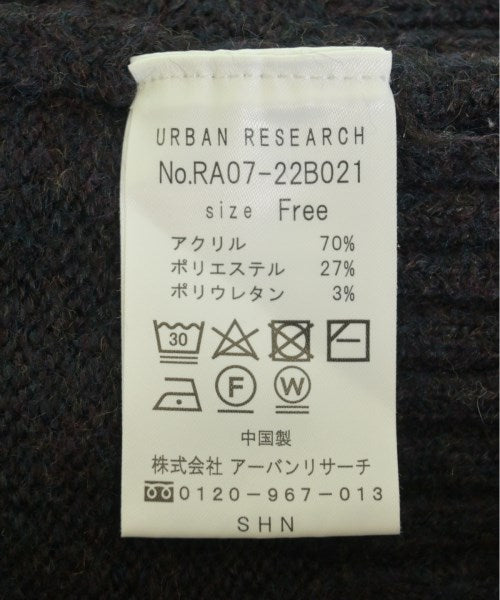 URBAN RESEARCH
No.RA07-22B021
size Free
アクリル 70%
ポリエステル 27%
ポリウレタン 3%
30
F W
中国製
株式会社 アーバンリサーチ
0120-967-013
SHN